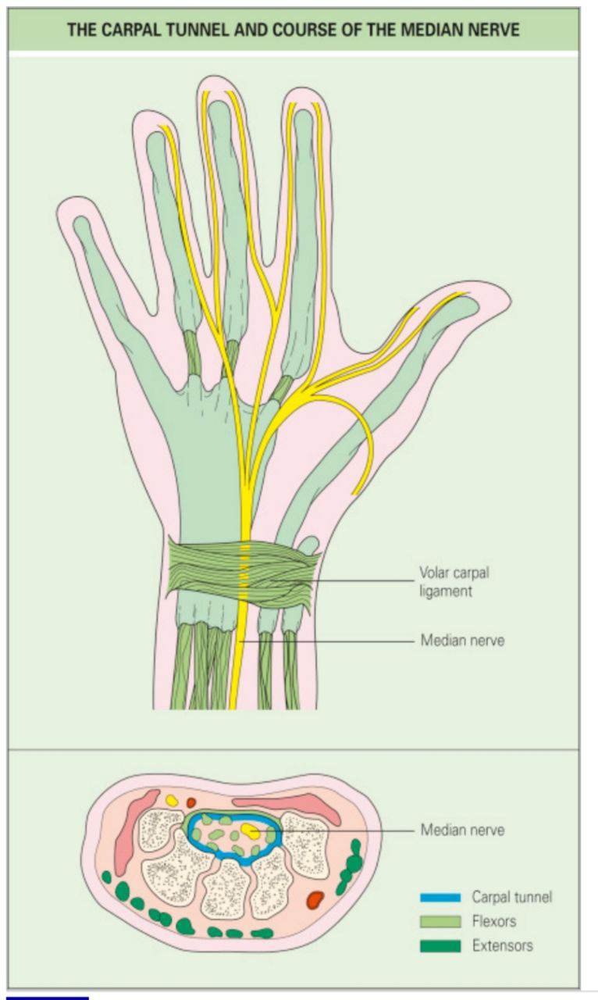 THE CARPAL TUNNEL AND COURSE OF THE MEDIAN NERVE
Volar carpal
ligament
Median nerve
Median nerve
Carpal tunnel
Flexors
Extensors